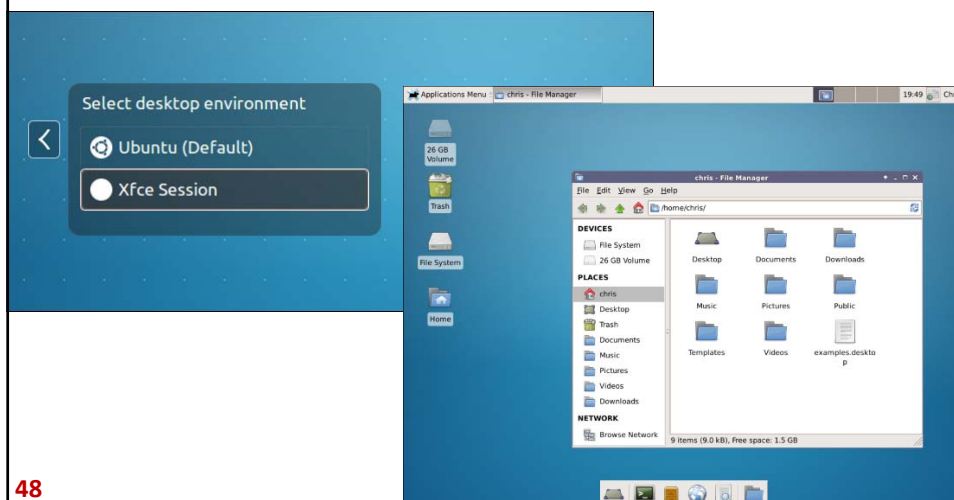 Select desktop environment
Ubuntu (Default)
Xfce Session
Applications Menu
chris - File Manager
19:49
26 GB
Volume
Trash
File System
Home
chris - File Manager
File Edit View Go Help
/home/chris/
DEVICES
File System
26 GB Volume
PLACES
chris
Desktop
Trash
Documents
Music
Pictures
Videos
Downloads
NETWORK
Browse Network
Desktop
Documents
Downloads
Music
Pictures
Public
Templates
Videos
examples.deskto
p
9 items (9.0 kB), Free space: 1.5 GB
48